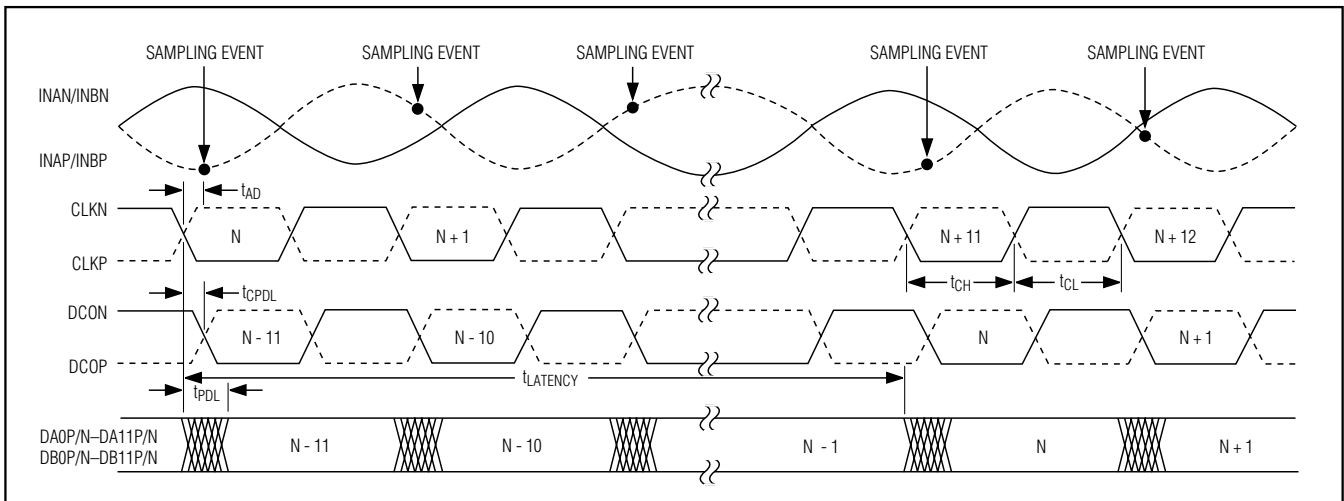 SAMPLING EVENT SAMPLING EVENT SAMPLING EVENT SAMPLING EVENT SAMPLING EVENT
INAN/INBN
INAP/INBP
tAD
CLKN
N N + 1 N + 11 N + 12
CLKP
tCPDL tCH tCL
DCON
N - 11 N - 10 N N + 1
DCOP
tLATENCY
tPDL
DA0P/N–DA11P/N
DB0P/N–DB11P/N
N - 11 N - 10 N - 1 N N + 1